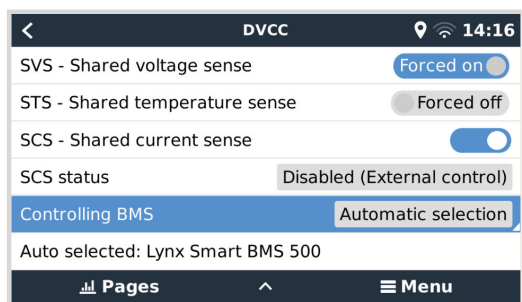 DVCC 14:16
SVS - Shared voltage sense Forced on
STS - Shared temperature sense Forced off
SCS - Shared current sense
SCS status Disabled (External control)
Controlling BMS Automatic selection
Auto selected: Lynx Smart BMS 500
Pages Menu